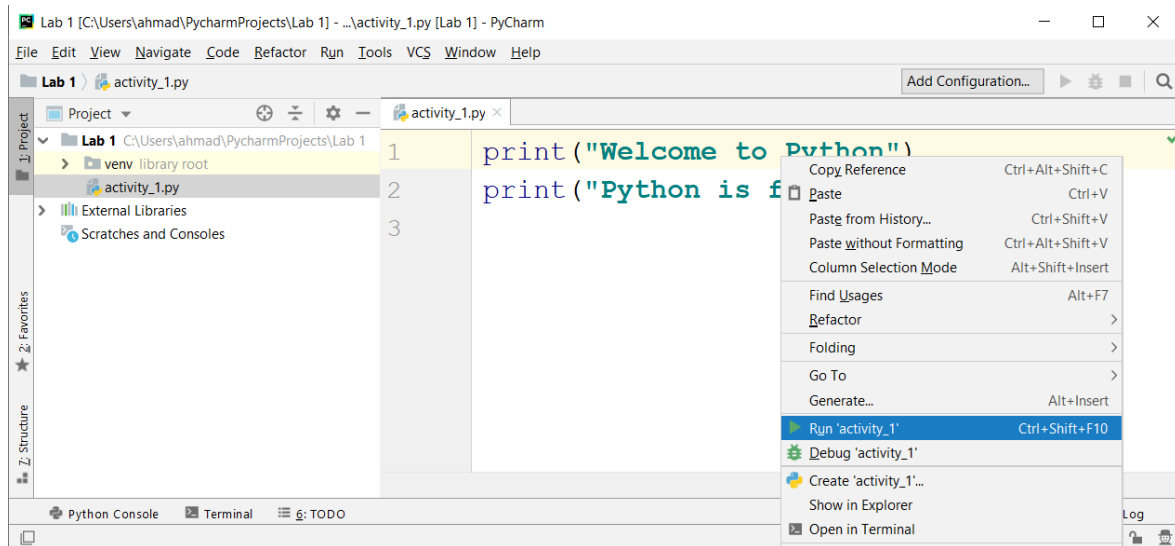 Lab 1 [C:\Users\ahmad\PycharmProjects\Lab 1] - ...\activity_1.py [Lab 1] - PyCharm
File Edit View Navigate Code Refactor Run Tools VCS Window Help
Lab 1 activity_1.py Add Configuration...
1: Project
Project
activity_1.py
Lab 1 C:\Users\ahmad\PycharmProjects\Lab 1
venv library root
activity_1.py
External Libraries
Scratches and Consoles
2: Favorites
Z: Structure
1 print("Welcome to Python")
2 print("Python is f
3
Copy Reference Ctrl+Alt+Shift+C
Paste Ctrl+V
Paste from History... Ctrl+Shift+V
Paste without Formatting Ctrl+Alt+Shift+V
Column Selection Mode Alt+Shift+Insert
Find Usages Alt+F7
Refactor
Folding
Go To
Generate... Alt+Insert
Run 'activity_1' Ctrl+Shift+F10
Debug 'activity_1'
Create 'activity_1'...
Show in Explorer
Open in Terminal
Python Console Terminal 6: TODO Log